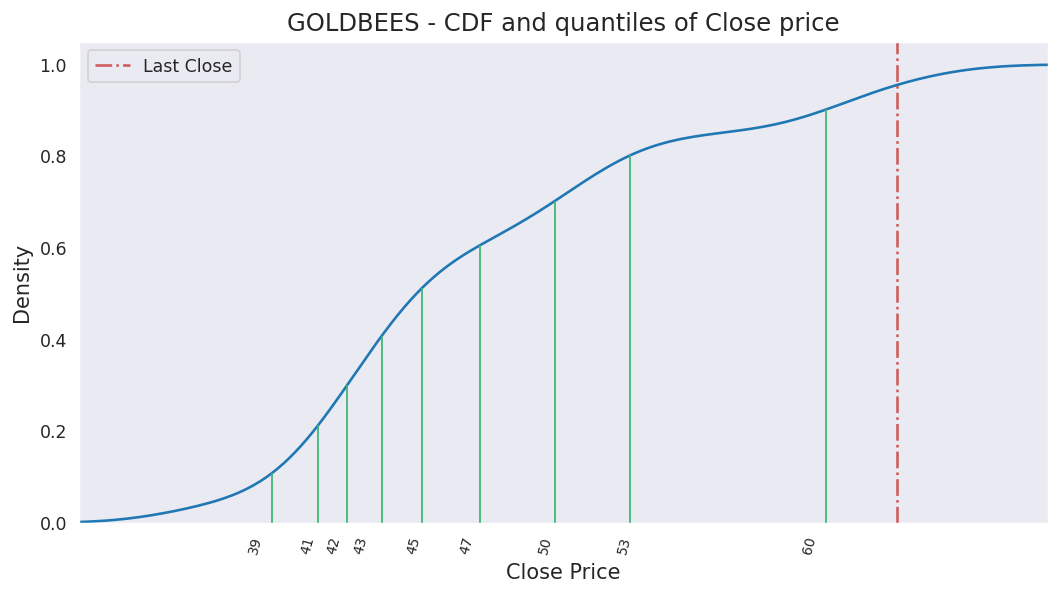 GOLDBEES - CDF and quantiles of Close price
Last Close
1.0
0.8
0.6
0.4
0.2
0.0
Density
39 41 42 43 45 47 50 53 60
Close Price